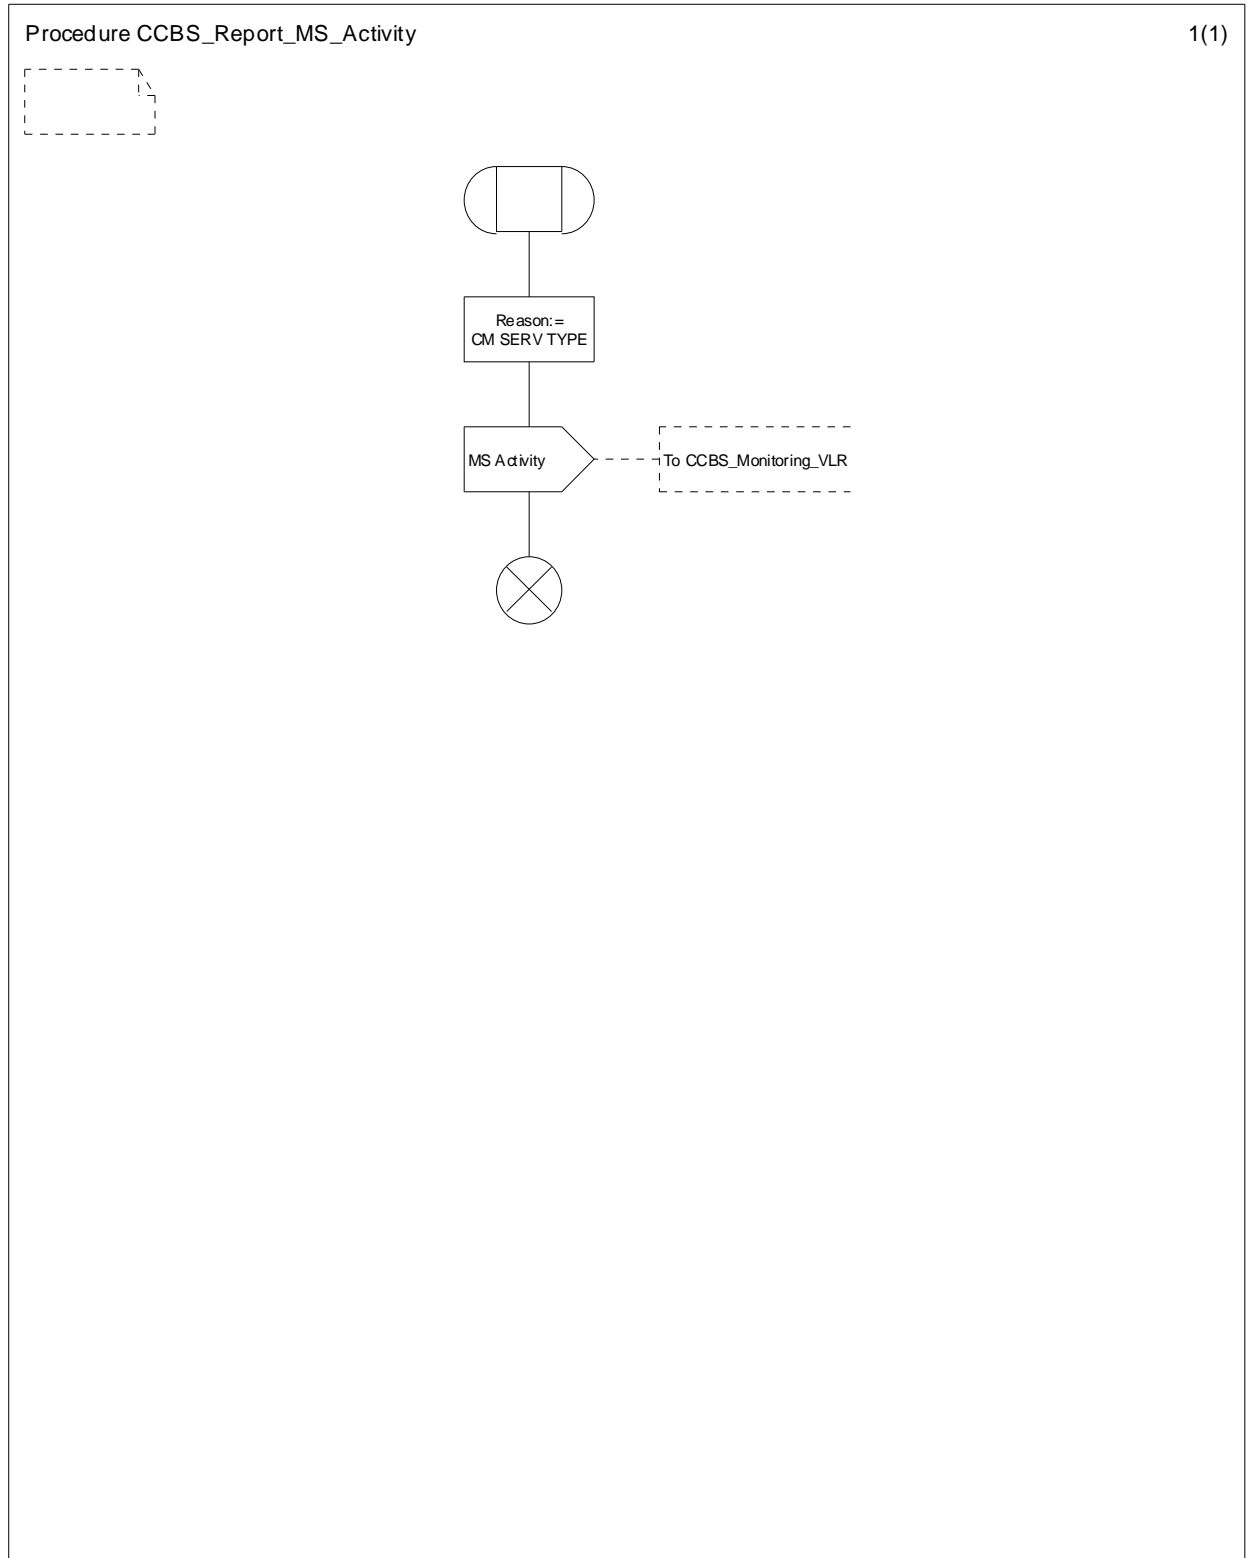 Procedure CCBS_Report_MS_Activity
1(1)
Reason:=
CM SERV TYPE
MS Activity
To CCBS_Monitoring_VLR